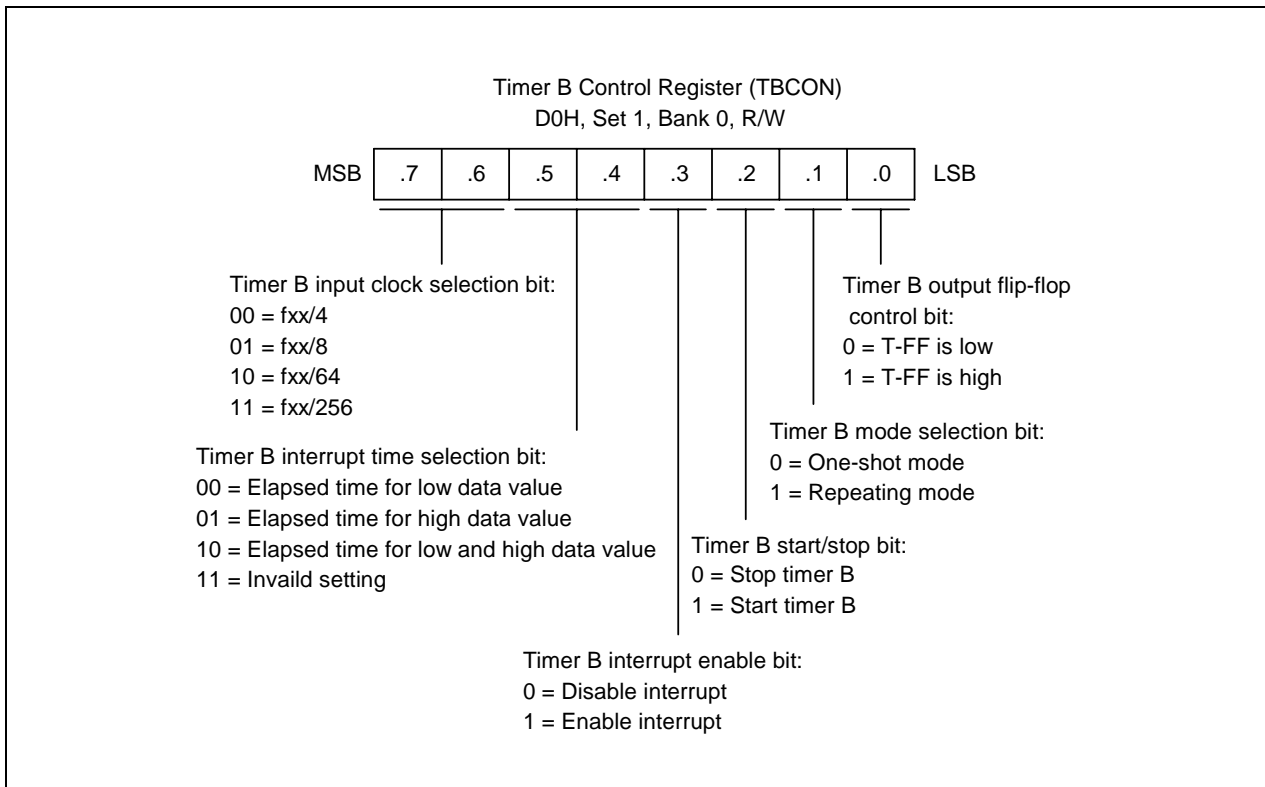 Timer B Control Register (TBCON)
D0H, Set 1, Bank 0, R/W
MSB .7 .6 .5 .4 .3 .2 .1 .0 LSB
Timer B input clock selection bit:
00 = fxx/4
01 = fxx/8
10 = fxx/64
11 = fxx/256
Timer B output flip-flop
control bit:
0 = T-FF is low
1 = T-FF is high
Timer B interrupt time selection bit:
00 = Elapsed time for low data value
01 = Elapsed time for high data value
10 = Elapsed time for low and high data value
11 = Invaild setting
Timer B mode selection bit:
0 = One-shot mode
1 = Repeating mode
Timer B start/stop bit:
0 = Stop timer B
1 = Start timer B
Timer B interrupt enable bit:
0 = Disable interrupt
1 = Enable interrupt